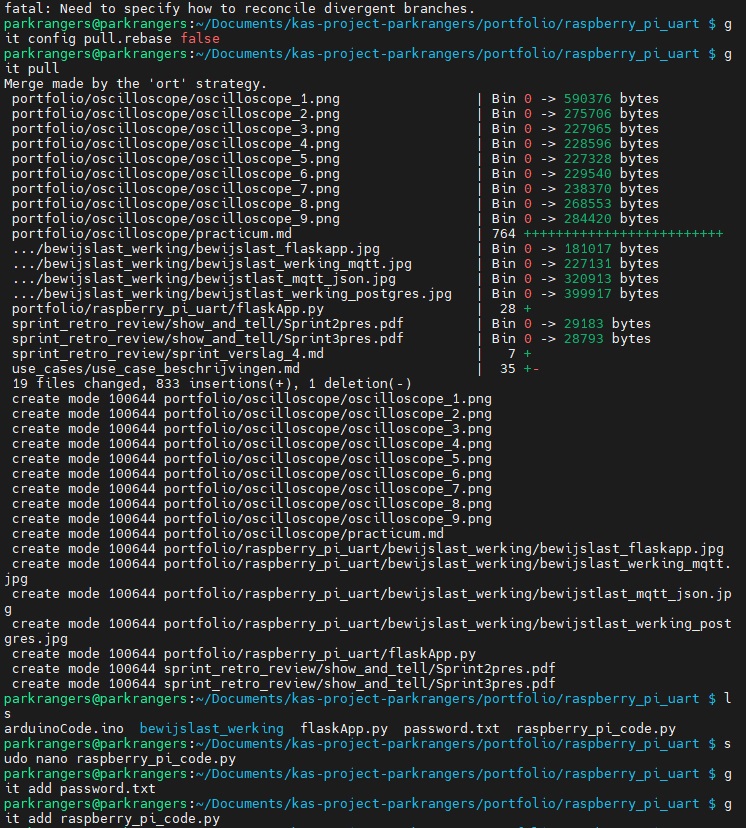 fatal: Need to specify how to reconcile divergent branches.
parkrangers@parkrangers:~/Documents/kas-project-parkrangers/portfolio/raspberry_pi_uart $ g
it config pull.rebase false
parkrangers@parkrangers:~/Documents/kas-project-parkrangers/portfolio/raspberry_pi_uart $ g
it pull
Merge made by the 'ort' strategy.
 portfolio/oscilloscope/oscilloscope_1.png                 | Bin 0 -> 590376 bytes
 portfolio/oscilloscope/oscilloscope_2.png                 | Bin 0 -> 275706 bytes
 portfolio/oscilloscope/oscilloscope_3.png                 | Bin 0 -> 227965 bytes
 portfolio/oscilloscope/oscilloscope_4.png                 | Bin 0 -> 228596 bytes
 portfolio/oscilloscope/oscilloscope_5.png                 | Bin 0 -> 227328 bytes
 portfolio/oscilloscope/oscilloscope_6.png                 | Bin 0 -> 229540 bytes
 portfolio/oscilloscope/oscilloscope_7.png                 | Bin 0 -> 238370 bytes
 portfolio/oscilloscope/oscilloscope_8.png                 | Bin 0 -> 268553 bytes
 portfolio/oscilloscope/oscilloscope_9.png                 | Bin 0 -> 284420 bytes
 portfolio/oscilloscope/practicum.md                       | 764 +++++++++++++++++++++++++
 .../bewijslast_werking/bewijslast_flaskapp.jpg            | Bin 0 -> 181017 bytes
 .../bewijslast_werking/bewijslast_werking_mqtt.jpg        | Bin 0 -> 227131 bytes
 .../bewijslast_werking/bewijstlast_mqtt_json.jpg          | Bin 0 -> 320913 bytes
 .../bewijslast_werking/bewijstlast_werking_postgres.jpg   | Bin 0 -> 399917 bytes
 portfolio/raspberry_pi_uart/flaskApp.py                   |  28 +
 sprint_retro_review/show_and_tell/Sprint2pres.pdf         | Bin 0 -> 29183 bytes
 sprint_retro_review/show_and_tell/Sprint3pres.pdf         | Bin 0 -> 28793 bytes
 sprint_retro_review/sprint_verslag_4.md                   |   7 +
 use_cases/use_case_beschrijvingen.md                      |  35 +-
 19 files changed, 833 insertions(+), 1 deletion(-)
 create mode 100644 portfolio/oscilloscope/oscilloscope_1.png
 create mode 100644 portfolio/oscilloscope/oscilloscope_2.png
 create mode 100644 portfolio/oscilloscope/oscilloscope_3.png
 create mode 100644 portfolio/oscilloscope/oscilloscope_4.png
 create mode 100644 portfolio/oscilloscope/oscilloscope_5.png
 create mode 100644 portfolio/oscilloscope/oscilloscope_6.png
 create mode 100644 portfolio/oscilloscope/oscilloscope_7.png
 create mode 100644 portfolio/oscilloscope/oscilloscope_8.png
 create mode 100644 portfolio/oscilloscope/oscilloscope_9.png
 create mode 100644 portfolio/oscilloscope/practicum.md
 create mode 100644 portfolio/raspberry_pi_uart/bewijslast_werking/bewijslast_flaskapp.jpg
 create mode 100644 portfolio/raspberry_pi_uart/bewijslast_werking/bewijslast_werking_mqtt.
jpg
 create mode 100644 portfolio/raspberry_pi_uart/bewijslast_werking/bewijstlast_mqtt_json.jp
g
 create mode 100644 portfolio/raspberry_pi_uart/bewijslast_werking/bewijstlast_werking_post
gres.jpg
 create mode 100644 portfolio/raspberry_pi_uart/flaskApp.py
 create mode 100644 sprint_retro_review/show_and_tell/Sprint2pres.pdf
 create mode 100644 sprint_retro_review/show_and_tell/Sprint3pres.pdf
parkrangers@parkrangers:~/Documents/kas-project-parkrangers/portfolio/raspberry_pi_uart $ l
s
arduinoCode.ino  bewijslast_werking  flaskApp.py  password.txt  raspberry_pi_code.py
parkrangers@parkrangers:~/Documents/kas-project-parkrangers/portfolio/raspberry_pi_uart $ s
udo nano raspberry_pi_code.py
parkrangers@parkrangers:~/Documents/kas-project-parkrangers/portfolio/raspberry_pi_uart $ g
it add password.txt
parkrangers@parkrangers:~/Documents/kas-project-parkrangers/portfolio/raspberry_pi_uart $ g
it add raspberry_pi_code.py